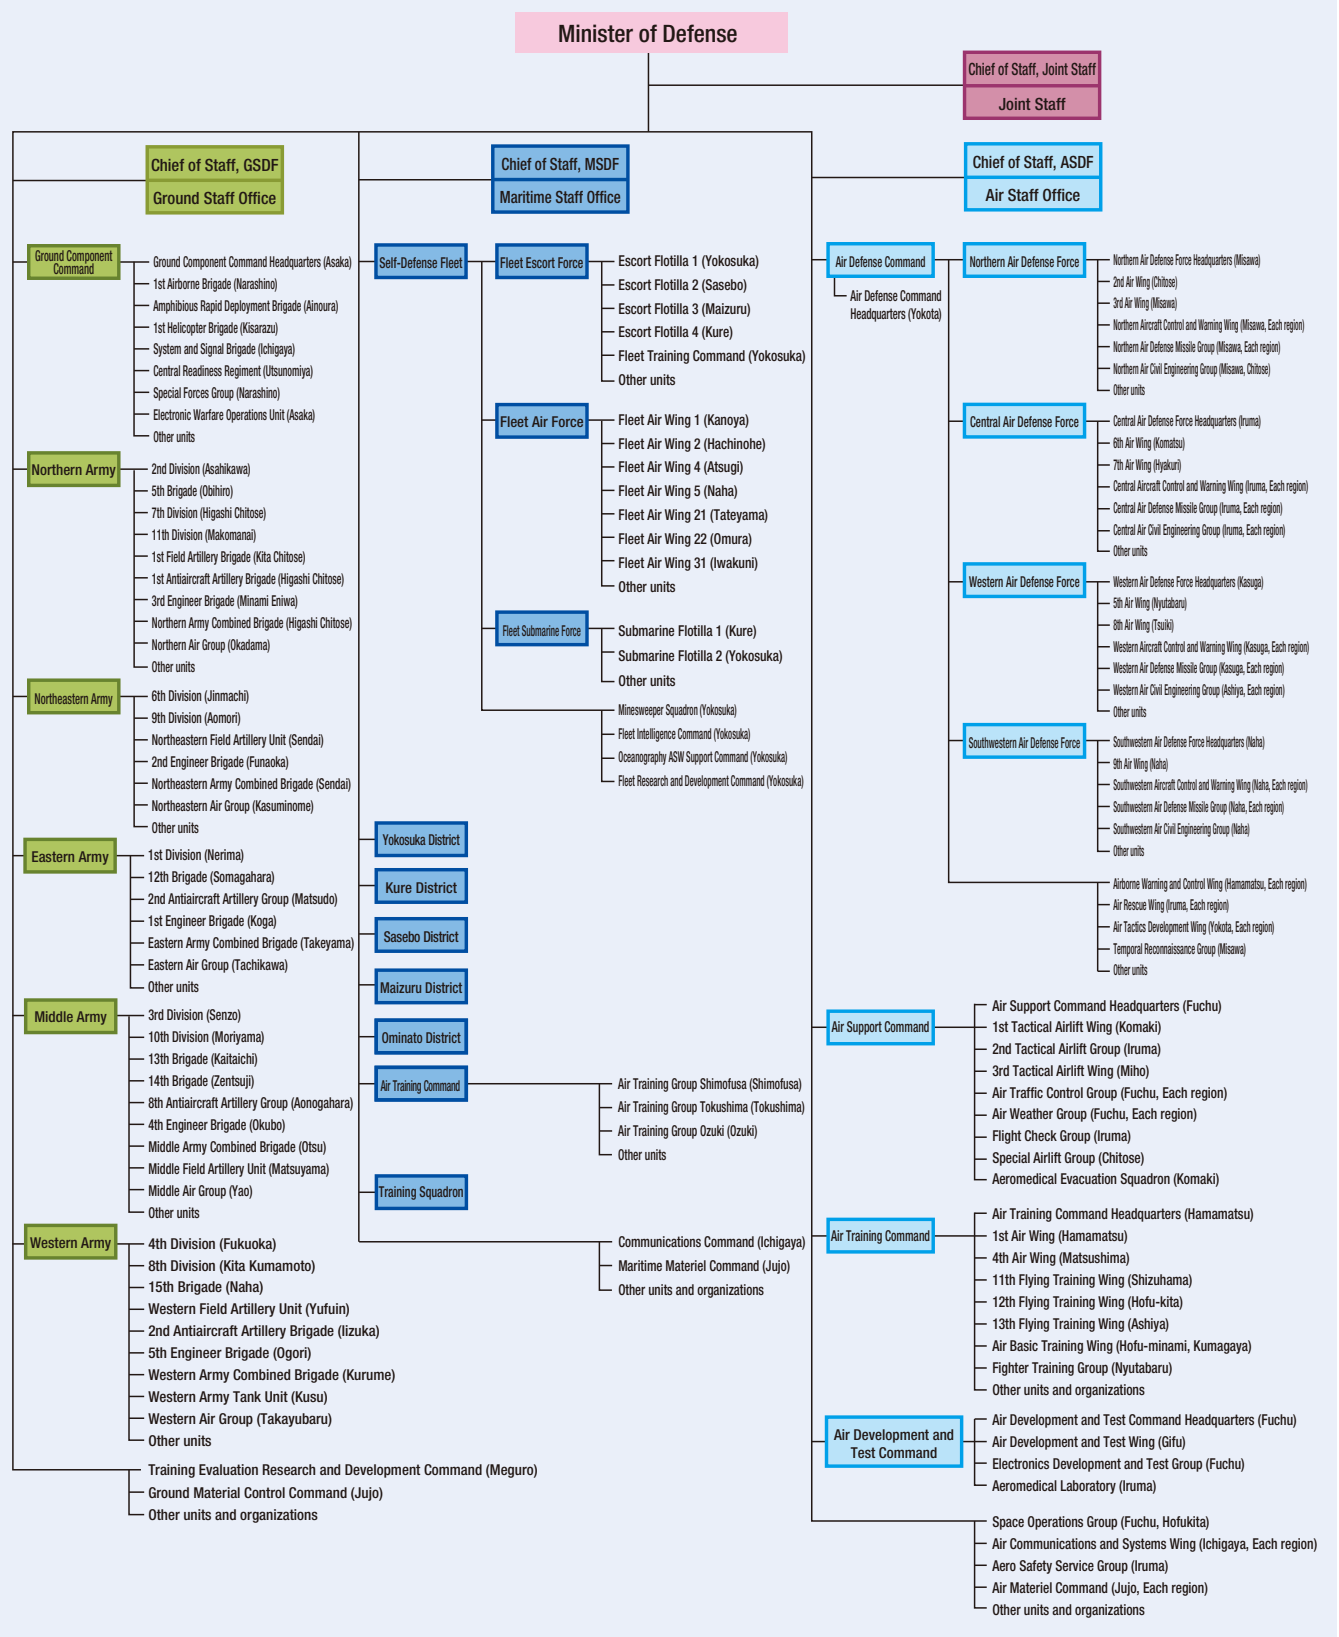 Minister of Defense
Chief of Staff, Joint Staff
Joint Staff
Chief of Staff, GSDF
Ground Staff Office
Ground Component
Command
Ground Component Command Headquarters (Asaka)
1st Airborne Brigade (Narashino)
Amphibious Rapid Deployment Brigade (Ainoura)
1st Helicopter Brigade (Kisarazu)
System and Signal Brigade (Ichigaya)
Central Readiness Regiment (Utsunomiya)
Special Forces Group (Narashino)
Electronic Warfare Operations Unit (Asaka)
Other units
Northern Army
2nd Division (Asahikawa)
5th Brigade (Obihiro)
7th Division (Higashi Chitose)
11th Division (Makomanai)
1st Field Artillery Brigade (Kita Chitose)
1st Antiaircraft Artillery Brigade (Higashi Chitose)
3rd Engineer Brigade (Minami Eniwa)
Northern Army Combined Brigade (Higashi Chitose)
Northern Air Group (Okadama)
Other units
Northeastern Army
6th Division (Jinmachi)
9th Division (Aomori)
Northeastern Field Artillery Unit (Sendai)
2nd Engineer Brigade (Funaoka)
Northeastern Army Combined Brigade (Sendai)
Northeastern Air Group (Kasuminome)
Other units
Eastern Army
1st Division (Nerima)
12th Brigade (Somagahara)
2nd Antiaircraft Artillery Group (Matsudo)
1st Engineer Brigade (Koga)
Eastern Army Combined Brigade (Takeyama)
Eastern Air Group (Tachikawa)
Other units
Middle Army
3rd Division (Senzo)
10th Division (Moriyama)
13th Brigade (Kaitaichi)
14th Brigade (Zentsuji)
8th Antiaircraft Artillery Group (Aonogahara)
4th Engineer Brigade (Okubo)
Middle Army Combined Brigade (Otsu)
Middle Field Artillery Unit (Matsuyama)
Middle Air Group (Yao)
Other units
Western Army
4th Division (Fukuoka)
8th Division (Kita Kumamoto)
15th Brigade (Naha)
Western Field Artillery Unit (Yufuin)
2nd Antiaircraft Artillery Brigade (Iizuka)
5th Engineer Brigade (Ogori)
Western Army Combined Brigade (Kurume)
Western Army Tank Unit (Kusu)
Western Air Group (Takayubaru)
Other units
Training Evaluation Research and Development Command (Meguro)
Ground Material Control Command (Jujo)
Other units and organizations
Chief of Staff, MSDF
Maritime Staff Office
Self-Defense Fleet
Fleet Escort Force
Escort Flotilla 1 (Yokosuka)
Escort Flotilla 2 (Sasebo)
Escort Flotilla 3 (Maizuru)
Escort Flotilla 4 (Kure)
Fleet Training Command (Yokosuka)
Other units
Fleet Air Force
Fleet Air Wing 1 (Kanoya)
Fleet Air Wing 2 (Hachinohe)
Fleet Air Wing 4 (Atsugi)
Fleet Air Wing 5 (Naha)
Fleet Air Wing 21 (Tateyama)
Fleet Air Wing 22 (Omura)
Fleet Air Wing 31 (Iwakuni)
Other units
Fleet Submarine Force
Submarine Flotilla 1 (Kure)
Submarine Flotilla 2 (Yokosuka)
Other units
Minesweeper Squadron (Yokosuka)
Fleet Intelligence Command (Yokosuka)
Oceanography ASW Support Command (Yokosuka)
Fleet Research and Development Command (Yokosuka)
Yokosuka District
Kure District
Sasebo District
Maizuru District
Ominato District
Air Training Command
Air Training Group Shimofusa (Shimofusa)
Air Training Group Tokushima (Tokushima)
Air Training Group Ozuki (Ozuki)
Other units
Training Squadron
Communications Command (Ichigaya)
Maritime Materiel Command (Jujo)
Other units and organizations
Chief of Staff, ASDF
Air Staff Office
Air Defense Command
Air Defense Command
Headquarters (Yokota)
Northern Air Defense Force
Northern Air Defense Force Headquarters (Misawa)
2nd Air Wing (Chitose)
3rd Air Wing (Misawa)
Northern Aircraft Control and Warning Wing (Misawa, Each region)
Northern Air Defense Missile Group (Misawa, Each region)
Northern Air Civil Engineering Group (Misawa, Chitose)
Other units
Central Air Defense Force
Central Air Defense Force Headquarters (Iruma)
6th Air Wing (Komatsu)
7th Air Wing (Hyakuri)
Central Aircraft Control and Warning Wing (Iruma, Each region)
Central Air Defense Missile Group (Iruma, Each region)
Central Air Civil Engineering Group (Iruma, Each region)
Other units
Western Air Defense Force
Western Air Defense Force Headquarters (Kasuga)
5th Air Wing (Nyutabaru)
8th Air Wing (Tsuiki)
Western Aircraft Control and Warning Wing (Kasuga, Each region)
Western Air Defense Missile Group (Kasuga, Each region)
Western Air Civil Engineering Group (Ashiya, Each region)
Other units
Southwestern Air Defense Force
Southwestern Air Defense Force Headquarters (Naha)
9th Air Wing (Naha)
Southwestern Aircraft Control and Warning Wing (Naha, Each region)
Southwestern Air Defense Missile Group (Naha, Each region)
Southwestern Air Civil Engineering Group (Naha)
Other units
Airborne Warning and Control Wing (Hamamatsu, Each region)
Air Rescue Wing (Iruma, Each region)
Air Tactics Development Wing (Yokota, Each region)
Temporal Reconnaissance Group (Misawa)
Other units
Air Support Command
Air Support Command Headquarters (Fuchu)
1st Tactical Airlift Wing (Komaki)
2nd Tactical Airlift Group (Iruma)
3rd Tactical Airlift Wing (Miho)
Air Traffic Control Group (Fuchu, Each region)
Air Weather Group (Fuchu, Each region)
Flight Check Group (Iruma)
Special Airlift Group (Chitose)
Aeromedical Evacuation Squadron (Komaki)
Air Training Command
Air Training Command Headquarters (Hamamatsu)
1st Air Wing (Hamamatsu)
4th Air Wing (Matsushima)
11th Flying Training Wing (Shizuhama)
12th Flying Training Wing (Hofu-kita)
13th Flying Training Wing (Ashiya)
Air Basic Training Wing (Hofu-minami, Kumagaya)
Fighter Training Group (Nyutabaru)
Other units and organizations
Air Development and
Test Command
Air Development and Test Command Headquarters (Fuchu)
Air Development and Test Wing (Gifu)
Electronics Development and Test Group (Fuchu)
Aeromedical Laboratory (Iruma)
Space Operations Group (Fuchu, Hofukita)
Air Communications and Systems Wing (Ichigaya, Each region)
Aero Safety Service Group (Iruma)
Air Materiel Command (Jujo, Each region)
Other units and organizations